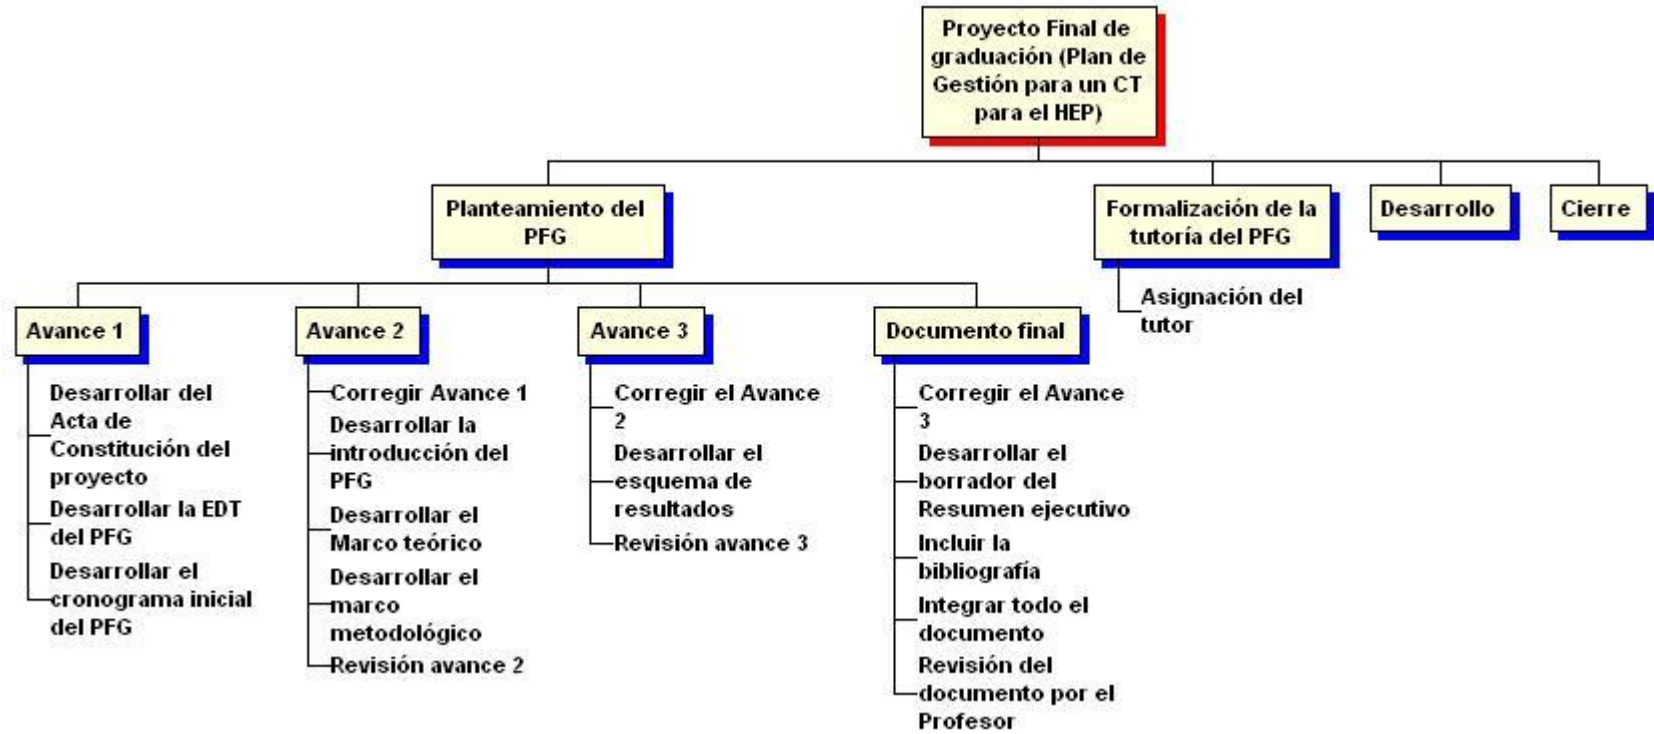 Proyecto Final de
graduación (Plan de
Gestión para un CT
para el HEP)
Planteamiento del
PFG
Formalización de la
tutoría del PFG
Desarrollo
Cierre
Asignación del
tutor
Avance 1
Desarrollar del
Acta de
Constitución del
proyecto
Desarrollar la EDT
del PFG
Desarrollar el
cronograma inicial
del PFG
Avance 2
Corregir Avance 1
Desarrollar la
introducción del
PFG
Desarrollar el
Marco teórico
Desarrollar el
marco
metodológico
Revisión avance 2
Avance 3
Corregir el Avance
2
Desarrollar el
esquema de
resultados
Revisión avance 3
Documento final
Corregir el Avance
3
Desarrollar el
borrador del
Resumen ejecutivo
Incluir la
bibliografía
Integrar todo el
documento
Revisión del
documento por el
Profesor